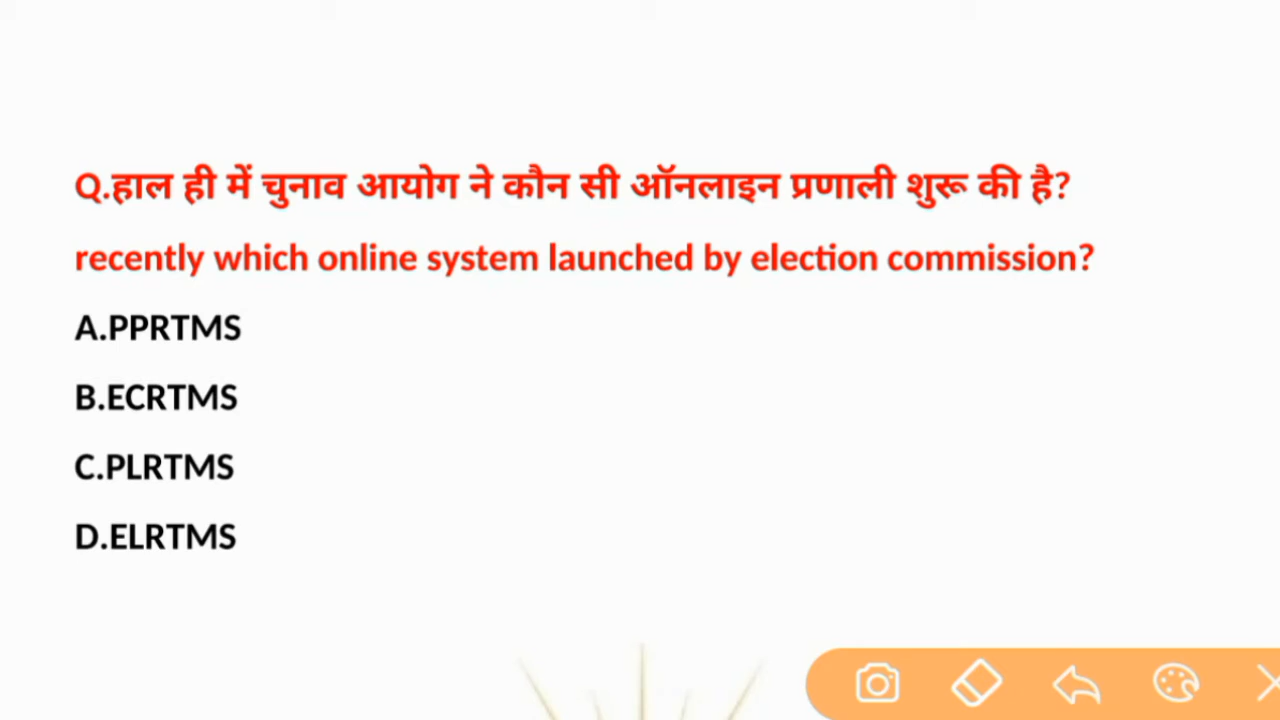 Q.हाल ही में चुनाव आयोग ने कौन सी ऑनलाइन प्रणाली शुरू की है?
recently which online system launched by election commission?
A.PPRTMS
B.ECRTMS
C.PLRTMS
D.ELRTMS